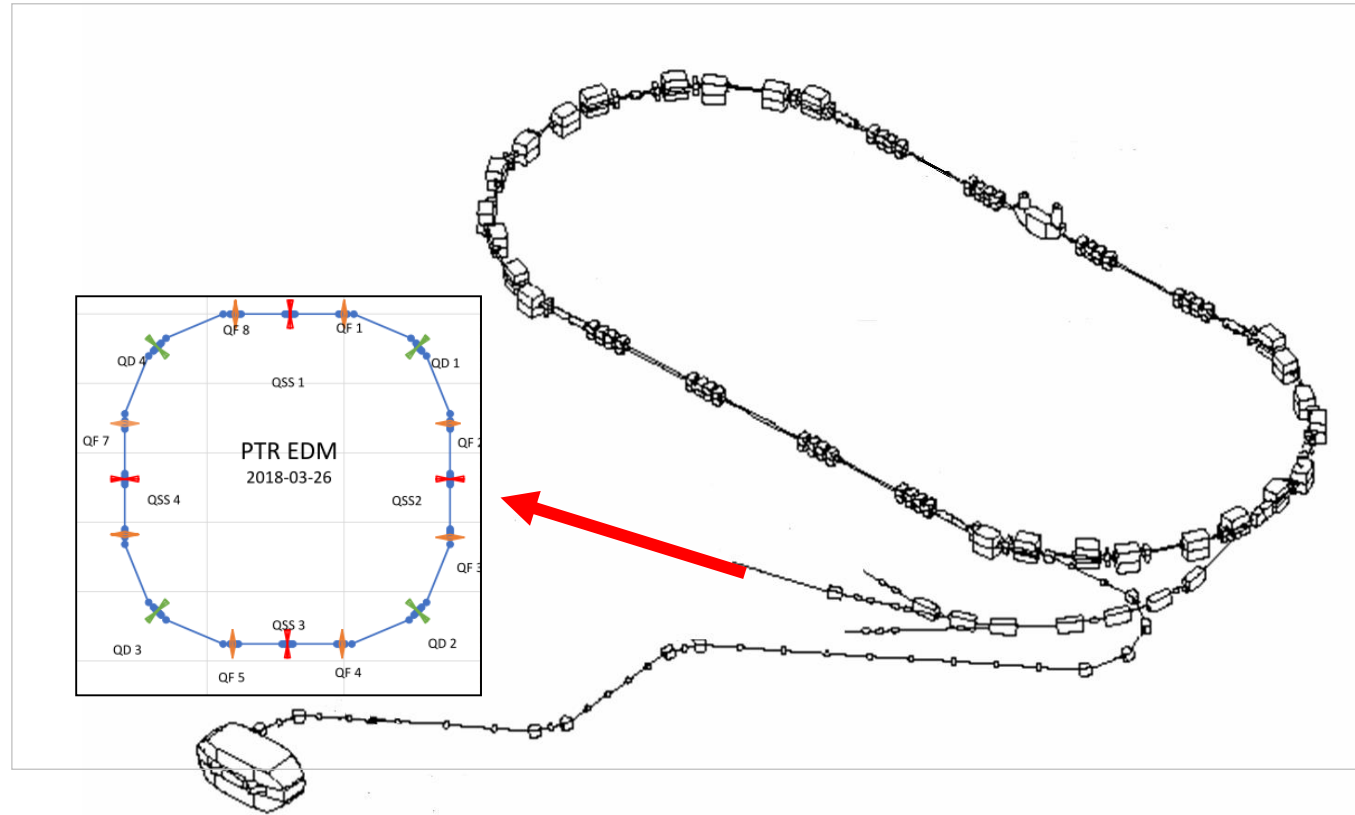 QF 8
QF 1
QD 4
QD 1
QSS 1
QF 7
QF 2
PTR EDM
2018-03-26
QSS 4
QSS2
QF 3
QSS 3
QD 3
QD 2
QF 5
QF 4